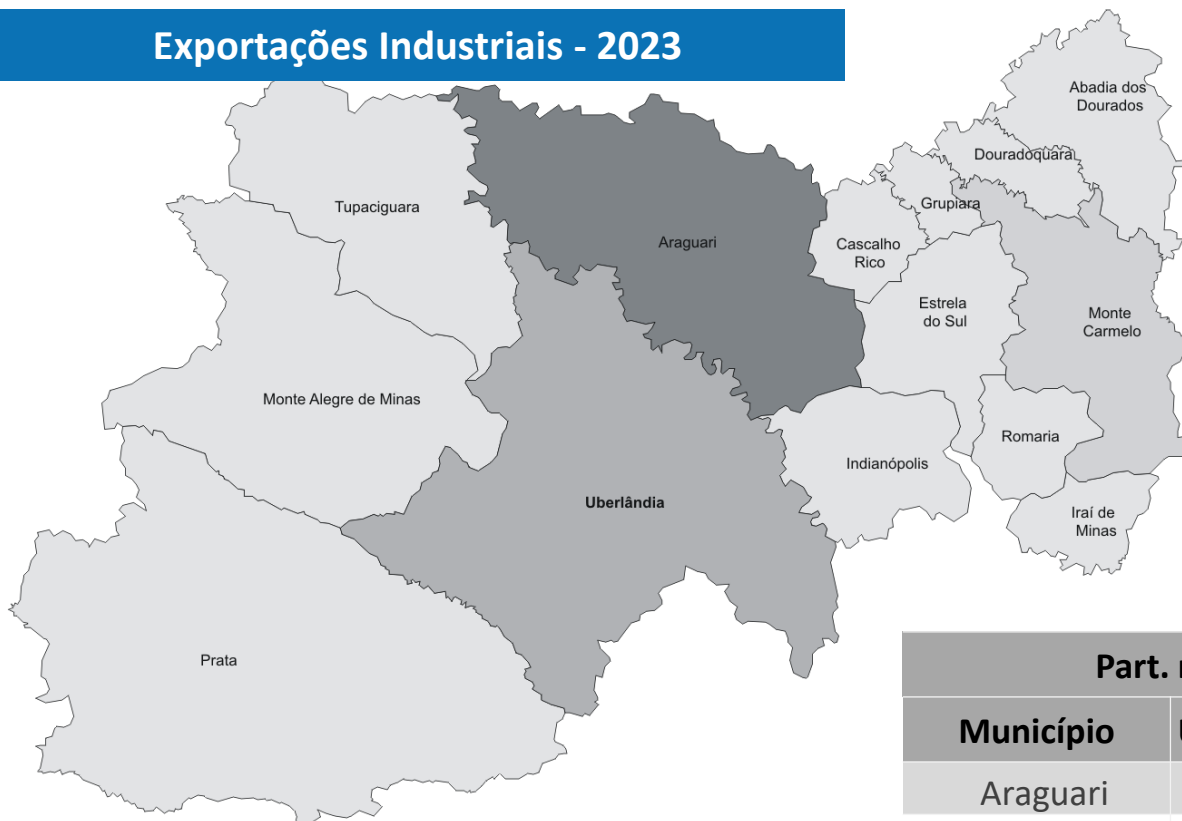 Exportações Industriais - 2023
Abadia dos
Dourados
Douradoquara
Tupaciguara
Grupiara
Araguari
Cascalho
Rico
Estrela
do Sul
Monte
Carmelo
Monte Alegre de Minas
Romaria
Indianópolis
Uberlândia
Iraí de
Minas
Prata
Part.
Município
Araguari